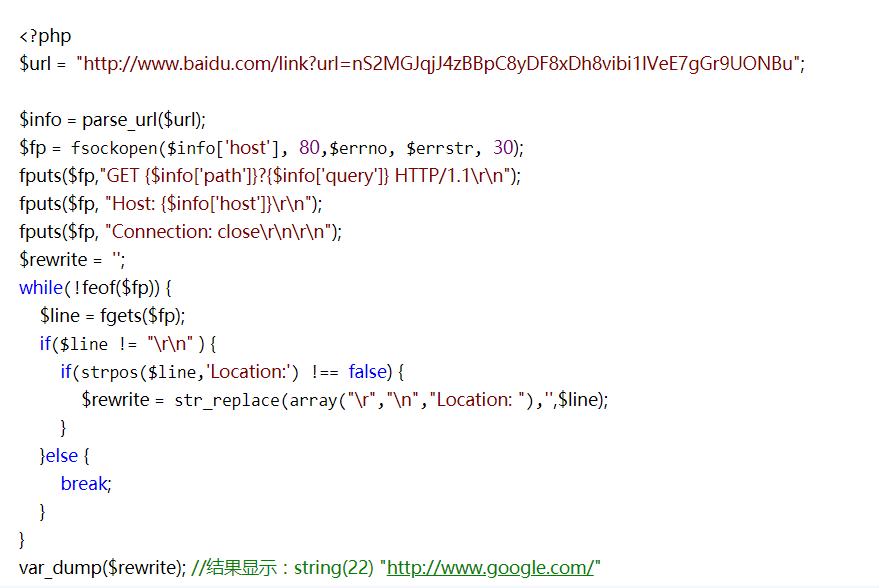 <?php
$url = "http://www.baidu.com/link?url=nS2MGJqjJ4zBBpC8yDF8xDh8vibi1lVeE7gGr9UONBu";
$info = parse_url($url);
$fp = fsockopen($info['host'], 80,$errno, $errstr, 30);
fputs($fp,"GET {$info['path']}?{$info['query']} HTTP/1.1\r\n");
fputs($fp, "Host: {$info['host']}\r\n");
fputs($fp, "Connection: close\r\n\r\n");
$rewrite = '';
while(!feof($fp)) {
$line = fgets($fp);
if($line != "\r\n" ) {
if(strpos($line,'Location:') !== false) {
$rewrite = str_replace(array("\r","\n","Location: "),'',$line);
}
}else {
break;
}
}
var_dump($rewrite); //结果显示：string(22) "http://www.google.com/"